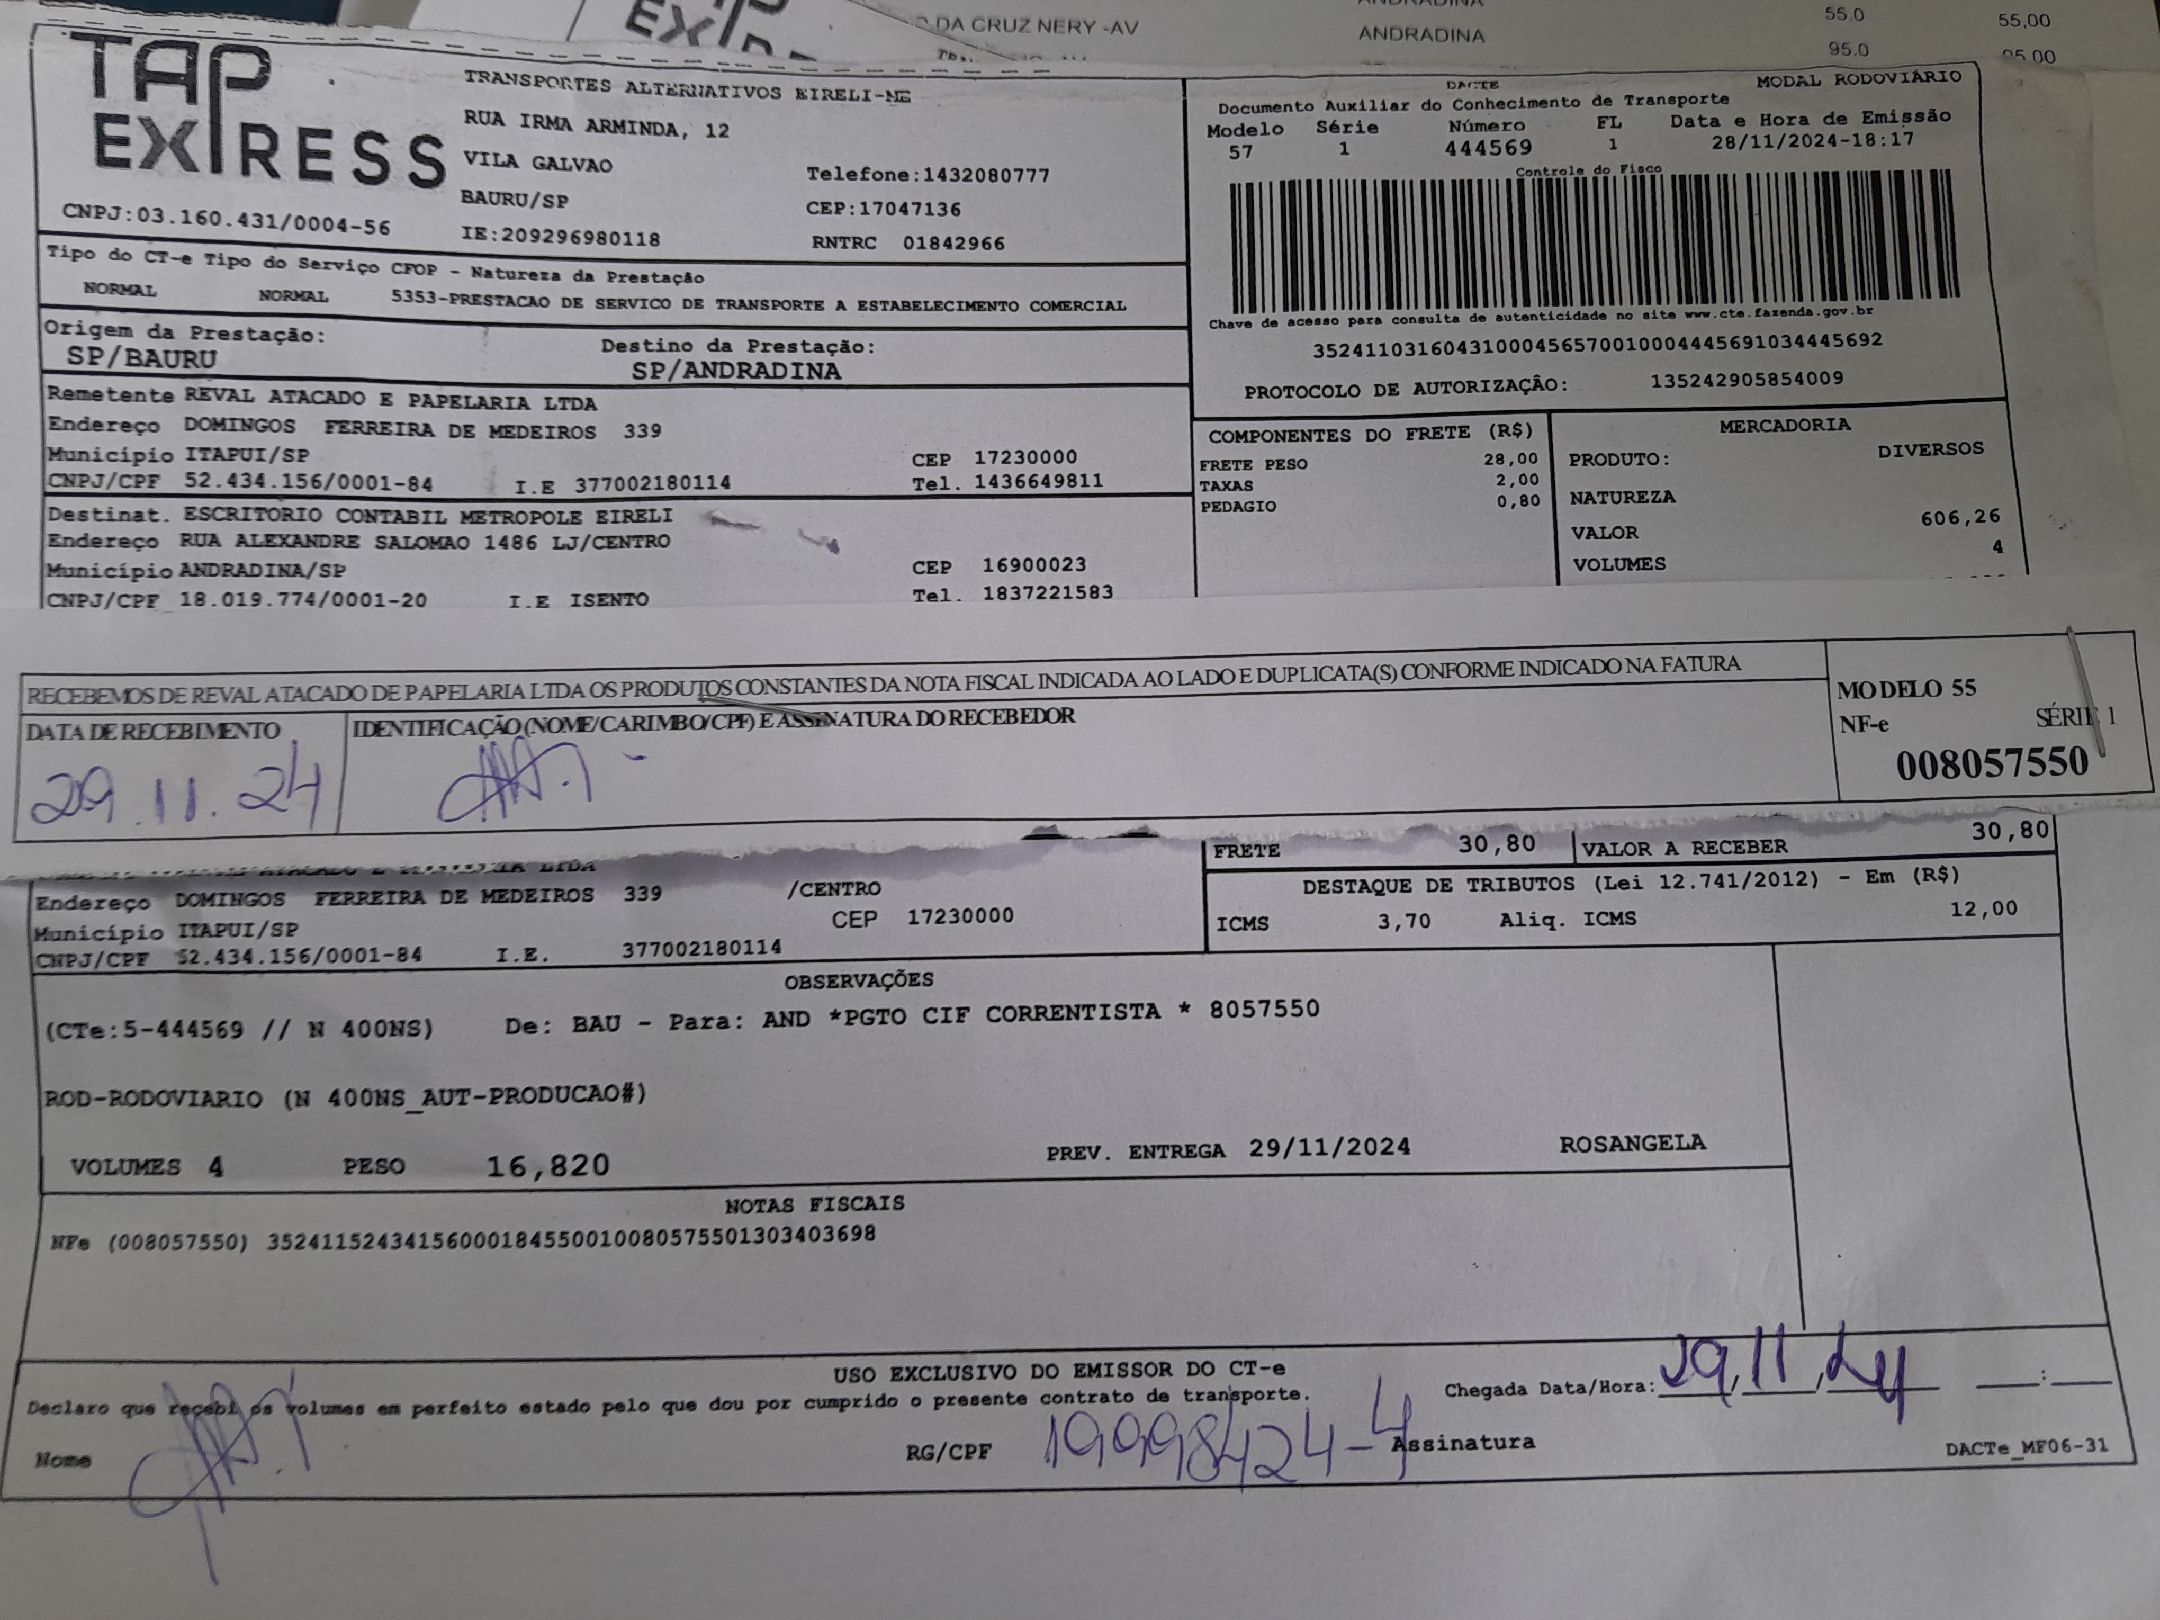 DA CRUZ NERY -AV
ANDRADINA
55.0
55,00
95.0
TAP EXPRESS
CNPJ:03.160.431/0004-56
TRANSPORTES ALTERNATIVOS EIRELI-ME
RUA IRMA ARMINDA, 12
VILA GALVAO
BAURU/SP
IE:209296980118
Telefone:1432080777
CEP:17047136
RNTRC 01842966
DACTE
MODAL RODOVIÁRIO
Documento Auxiliar do Conhecimento de Transporte
Modelo Série Número FL Data e Hora de Emissão
57 1 444569 1 28/11/2024-18:17
Controle do Fisco
Chave de acesso para consulta de autenticidade no site www.cte.fazenda.gov.br
35241103160431000456570010004445691034445692
PROTOCOLO DE AUTORIZAÇÃO: 135242905854009
Tipo do CT-e Tipo do Serviço CFOP - Natureza da Prestação
NORMAL NORMAL 5353-PRESTACAO DE SERVICO DE TRANSPORTE A ESTABELECIMENTO COMERCIAL
Origem da Prestação:
SP/BAURU
Destino da Prestação:
SP/ANDRADINA
Remetente REVAL ATACADO E PAPELARIA LTDA
Endereço DOMINGOS FERREIRA DE MEDEIROS 339
Município ITAPUI/SP CEP 17230000
CNPJ/CPF 52.434.156/0001-84 I.E 377002180114 Tel. 1436649811
Destinat. ESCRITORIO CONTABIL METROPOLE EIRELI
Endereço RUA ALEXANDRE SALOMAO 1486 LJ/CENTRO
Município ANDRADINA/SP CEP 16900023
CNPJ/CPF 18.019.774/0001-20 I.E ISENTO Tel. 1837221583
COMPONENTES DO FRETE (R$)
FRETE PESO 28,00
TAXAS 2,00
PEDAGIO 0,80
MERCADORIA
PRODUTO: DIVERSOS
NATUREZA
VALOR 606,26
VOLUMES 4
RECEBEMOS DE REVAL ATACADO DE PAPELARIA LTDA OS PRODUTOS CONSTANTES DA NOTA FISCAL INDICADA AO LADO E DUPLICATA(S) CONFORME INDICADO NA FATURA
DATA DE RECEBIMENTO
29.11.24
IDENTIFICAÇÃO (NOME/CARIMBO/CPF) E ASSINATURA DO RECEBEDOR
MODELO 55
NF-e SÉRIE 1
008057550
FRETE 30,80 VALOR A RECEBER 30,80
Endereço DOMINGOS FERREIRA DE MEDEIROS 339 /CENTRO
Município ITAPUI/SP CEP 17230000
CNPJ/CPF 52.434.156/0001-84 I.E. 377002180114
DESTAQUE DE TRIBUTOS (Lei 12.741/2012) - Em (R$)
ICMS 3,70 Aliq. ICMS 12,00
OBSERVAÇÕES
(CTe:5-444569 // N 400NS) De: BAU - Para: AND *PGTO CIF CORRENTISTA * 8057550
ROD-RODOVIARIO (N 400NS_AUT-PRODUCAO#)
VOLUMES 4 PESO 16,820 PREV. ENTREGA 29/11/2024 ROSANGELA
NOTAS FISCAIS
NFe (008057550) 35241152434156000184550010080575501303403698
USO EXCLUSIVO DO EMISSOR DO CT-e
Declaro que recebi os volumes em perfeito estado pelo que dou por cumprido o presente contrato de transporte.
Chegada Data/Hora: 29/11/24 :
Nome RG/CPF 19998424-4 Assinatura
DACTe_MF06-31